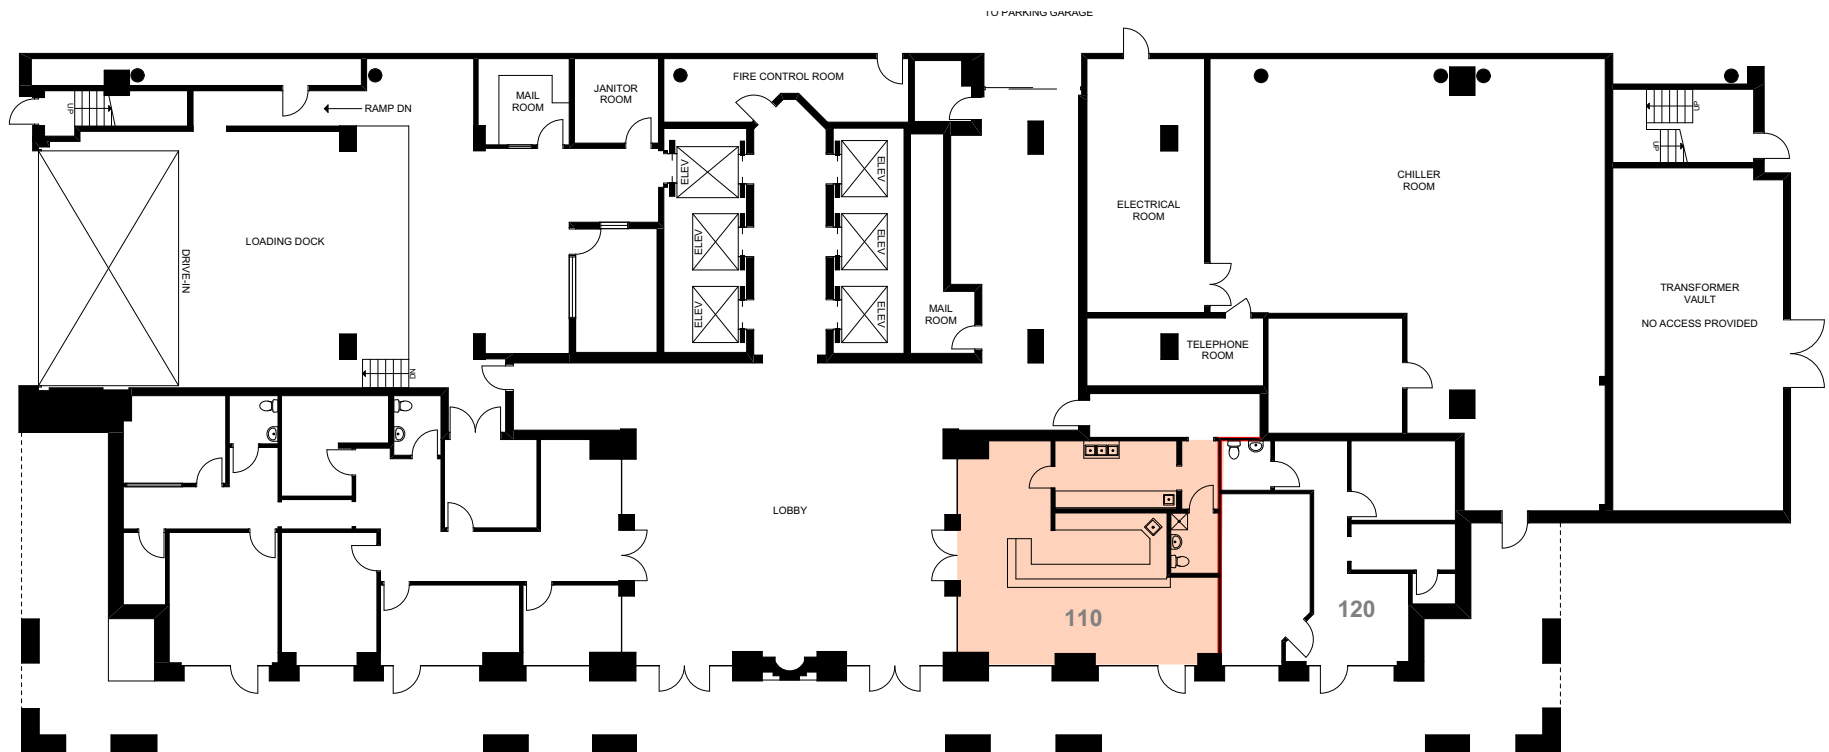 TO PARKING GARAGE
FIRE CONTROL ROOM
MAIL
ROOM
JANITOR
ROOM
UP
RAMP DN
UP
UP
ELEV
ELEV
CHILLER
ROOM
ELECTRICAL
ROOM
LOADING DOCK
DRIVE-IN
ELEV
ELEV
TRANSFORMER
VAULT
NO ACCESS PROVIDED
ELEV
ELEV
MAIL
ROOM
TELEPHONE
ROOM
DN
LOBBY
110
120